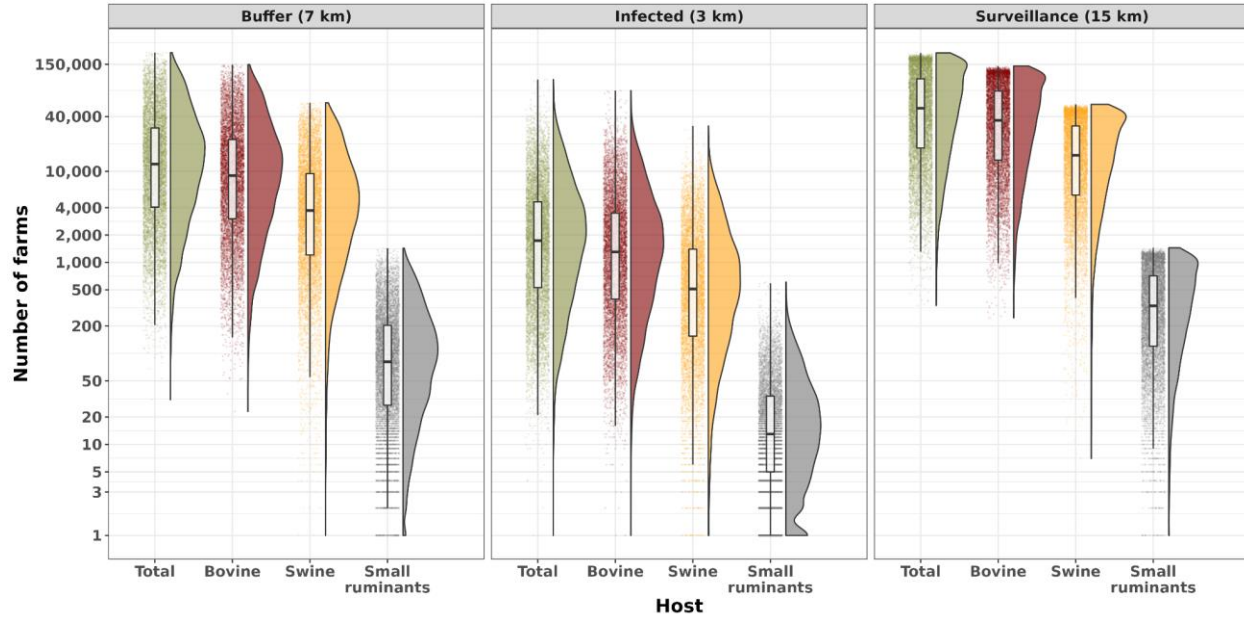 Buffer (7 km)
Infected (3 km)
Surveillance (15 km)
Number of farms
150,000
40,000
10,000
4,000
2,000
1,000
500
200
50
20
10
5
3
1
Total Bovine Swine Small ruminants
Total Bovine Swine Small ruminants
Total Bovine Swine Small ruminants
Host